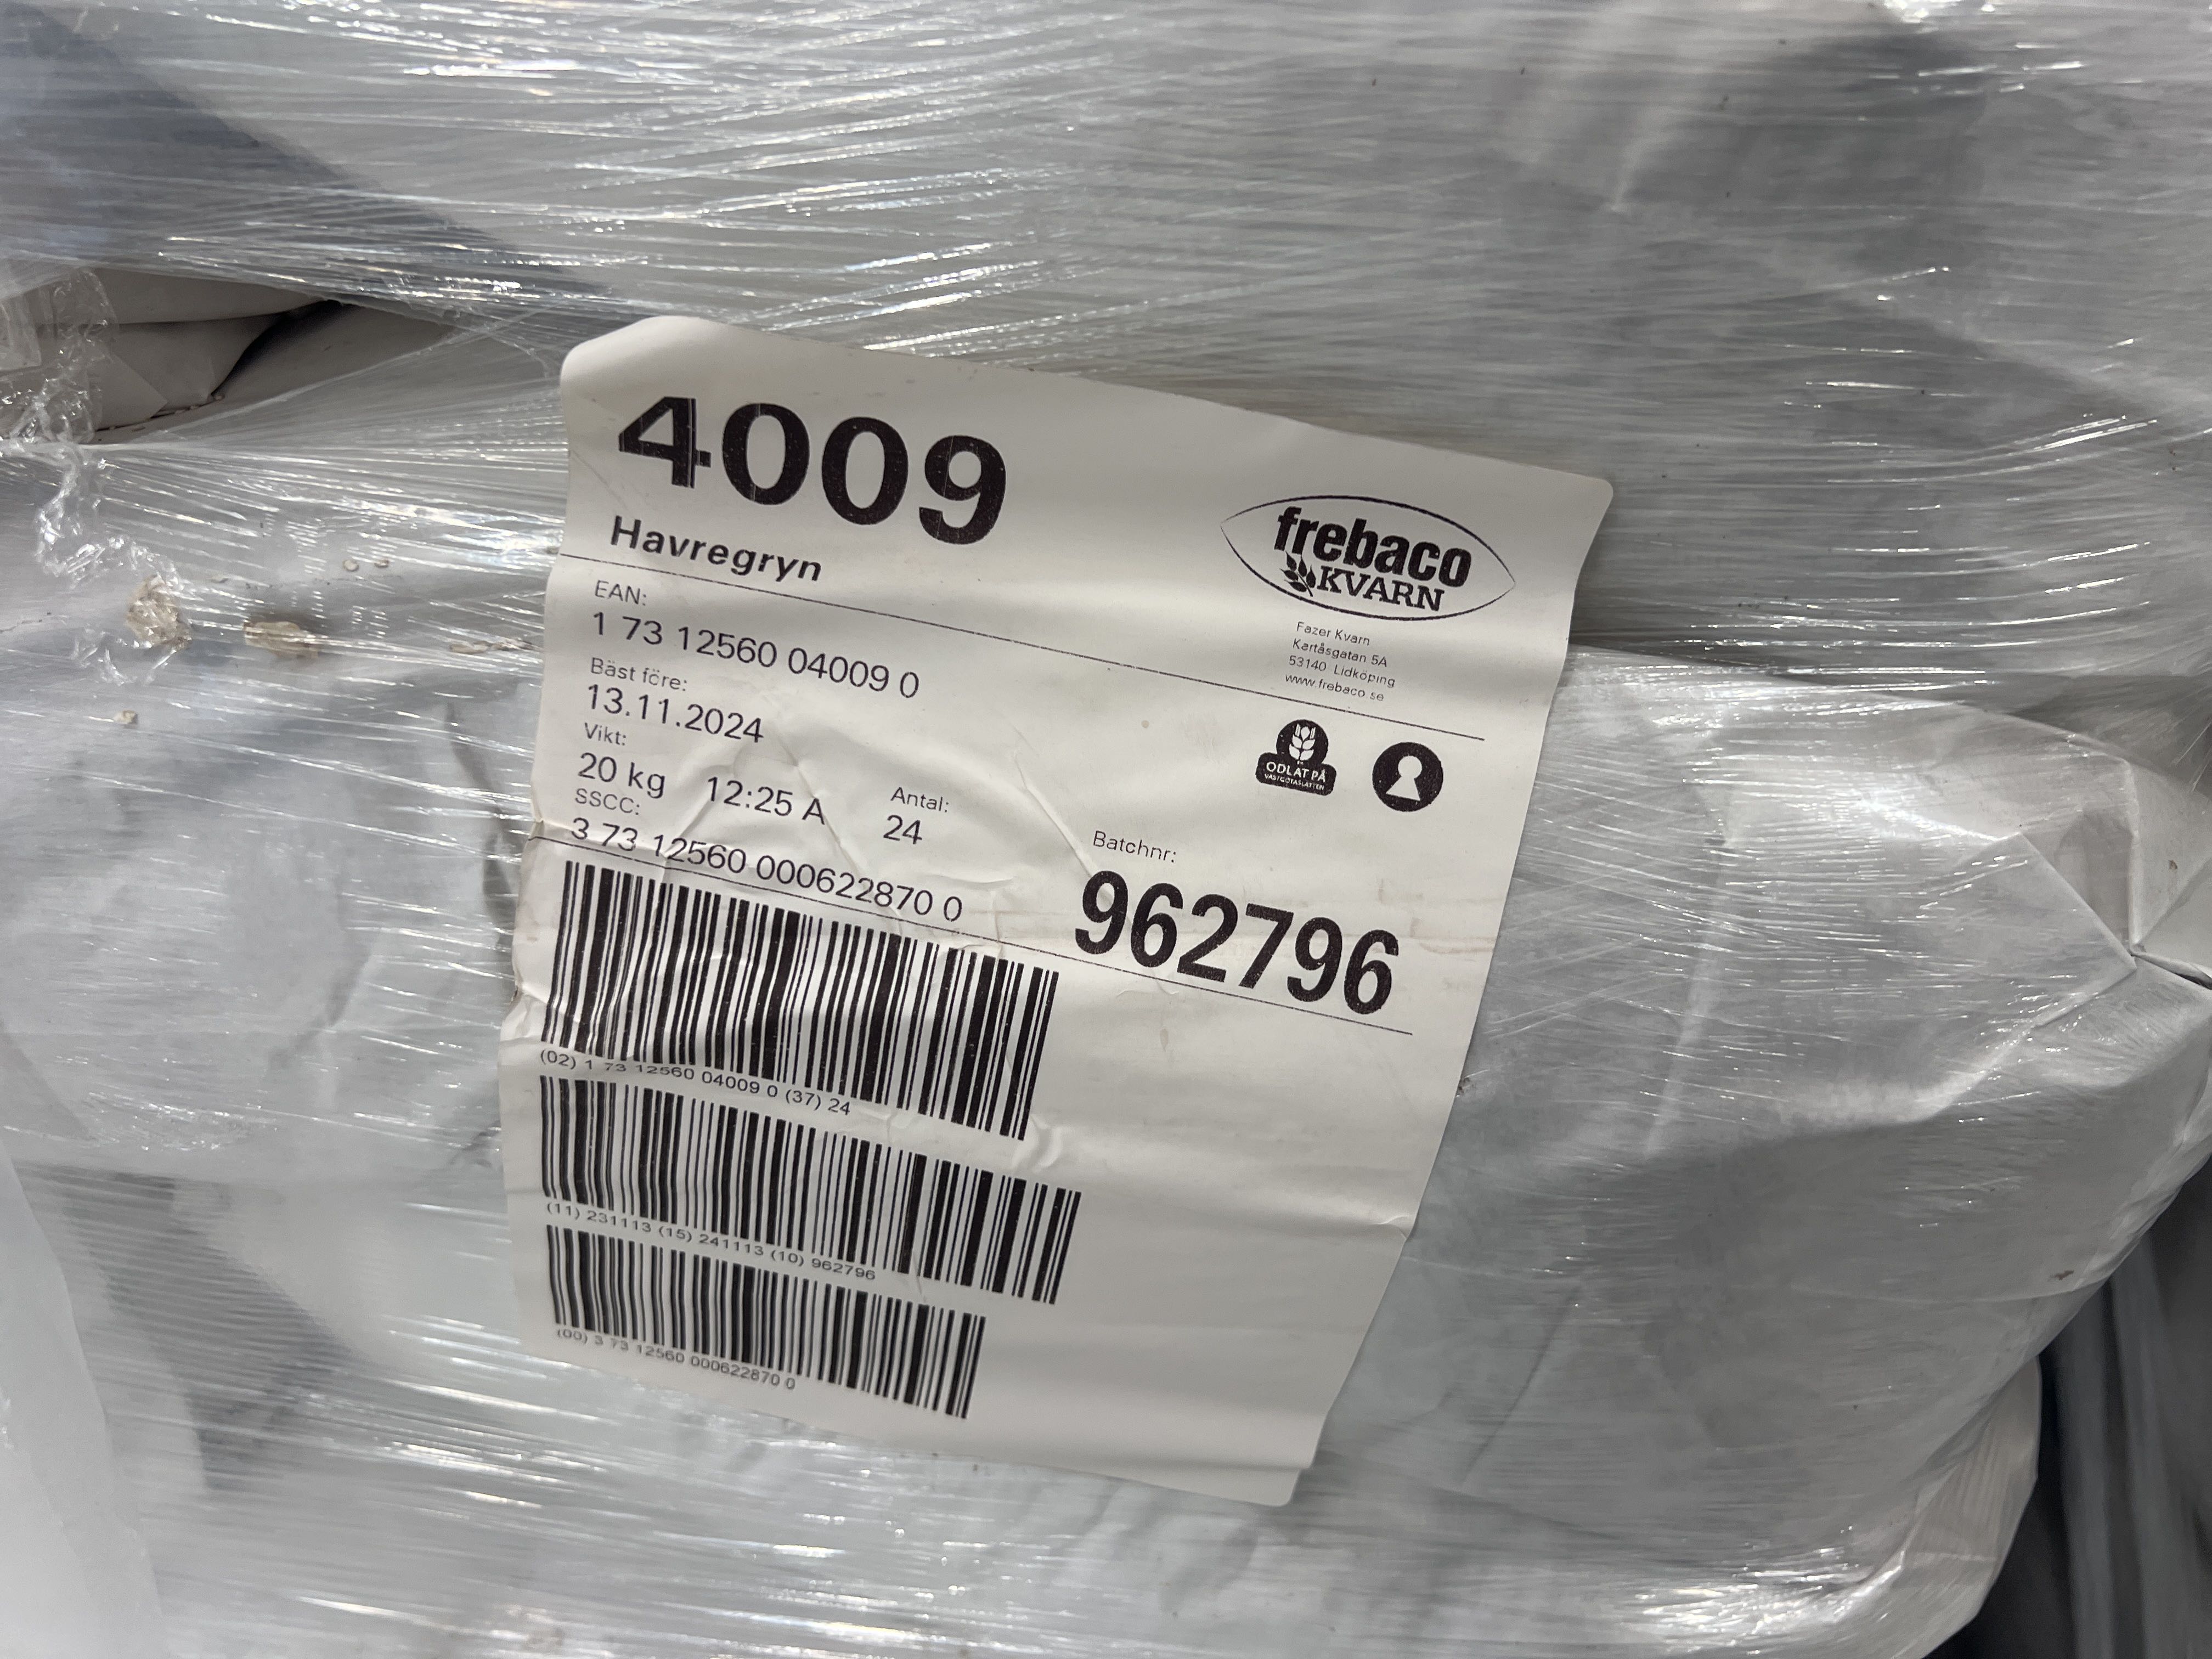 4009
Havregryn
frebaco
KVARN
Fazer Kvarn
Kartåsgatan 5A
53140 Lidköping
www.frebaco.se
EAN:
1 73 12560 04009 0
Bäst före:
13.11.2024
Vikt:
20 kg 12:25 A
Antal:
24
SSCC:
3 73 12560 000622870 0
ODLAT PÅ
VÄSTGÖTASLÄTTEN
Batchnr:
962796
(02) 1 73 12560 04009 0 (37) 24
(11) 231113 (15) 241113 (10) 962796
(00) 3 73 12560 000622870 0